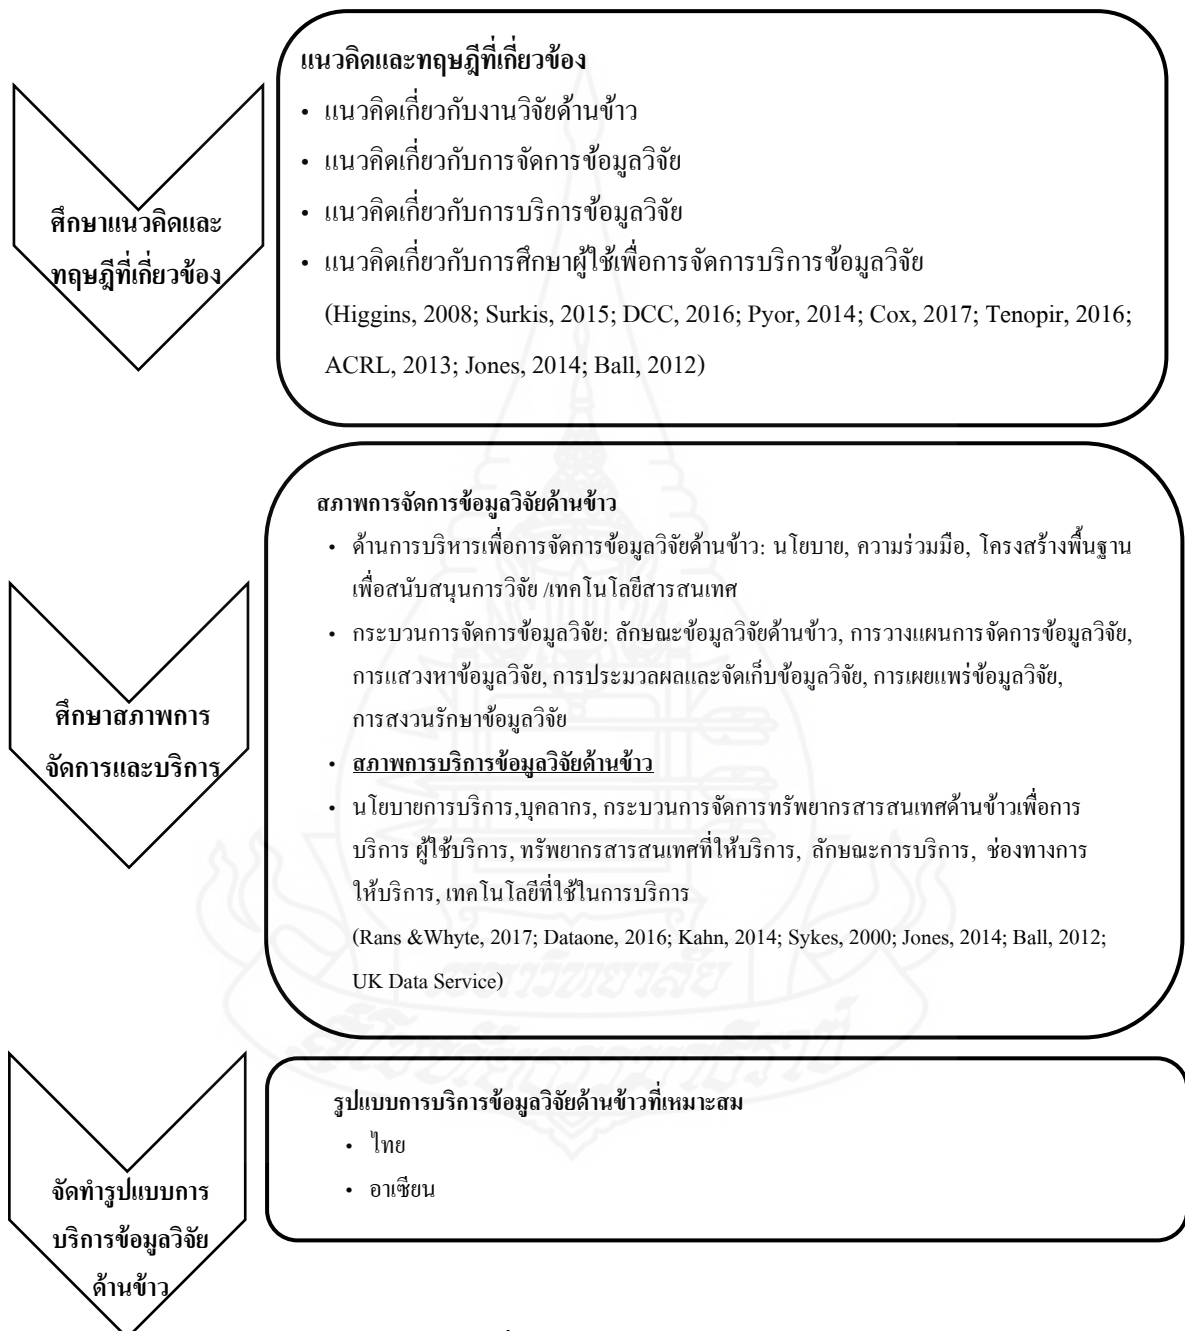 แนวคิดและทฤษฎีที่เกี่ยวข้อง
• แนวคิดเกี่ยวกับงานวิจัยด้านข้าว
• แนวคิดเกี่ยวกับการจัดการข้อมูลวิจัย
• แนวคิดเกี่ยวกับการบริการข้อมูลวิจัย
• แนวคิดเกี่ยวกับการศึกษาผู้ใช้เพื่อการจัดการบริการข้อมูลวิจัย
(Higgins, 2008; Surkis, 2015; DCC, 2016; Pyor, 2014; Cox, 2017; Tenopir, 2016;
ACRL, 2013; Jones, 2014; Ball, 2012)
ศึกษาแนวคิดและ
ทฤษฎีที่เกี่ยวข้อง
สภาพการจัดการข้อมูลวิจัยด้านข้าว
• ด้านการบริหารเพื่อการจัดการข้อมูลวิจัยด้านข้าว: นโยบาย, ความร่วมมือ, โครงสร้างพื้นฐาน
เพื่อสนับสนุนการวิจัย /เทคโนโลยีสารสนเทศ
• กระบวนการจัดการข้อมูลวิจัย: ลักษณะข้อมูลวิจัยด้านข้าว, การวางแผนการจัดการข้อมูลวิจัย,
การแสวงหาข้อมูลวิจัย, การประมวลผลและจัดเก็บข้อมูลวิจัย, การเผยแพร่ข้อมูลวิจัย,
การสงวนรักษาข้อมูลวิจัย
• สภาพการบริการข้อมูลวิจัยด้านข้าว
• นโยบายการบริการ,บุคลากร, กระบวนการจัดการทรัพยากรสารสนเทศด้านข้าวเพื่อการ
บริการ ผู้ใช้บริการ, ทรัพยากรสารสนเทศที่ให้บริการ, ลักษณะการบริการ, ช่องทางการ
ให้บริการ, เทคโนโลยีที่ใช้ในการบริการ
(Rans &Whyte, 2017; Dataone, 2016; Kahn, 2014; Sykes, 2000; Jones, 2014; Ball, 2012;
UK Data Service)
ศึกษาสภาพการ
จัดการและบริการ
รูปแบบการบริการข้อมูลวิจัยด้านข้าวที่เหมาะสม
• ไทย
• อาเซียน
จัดทำรูปแบบการ
บริการข้อมูลวิจัย
ด้านข้าว